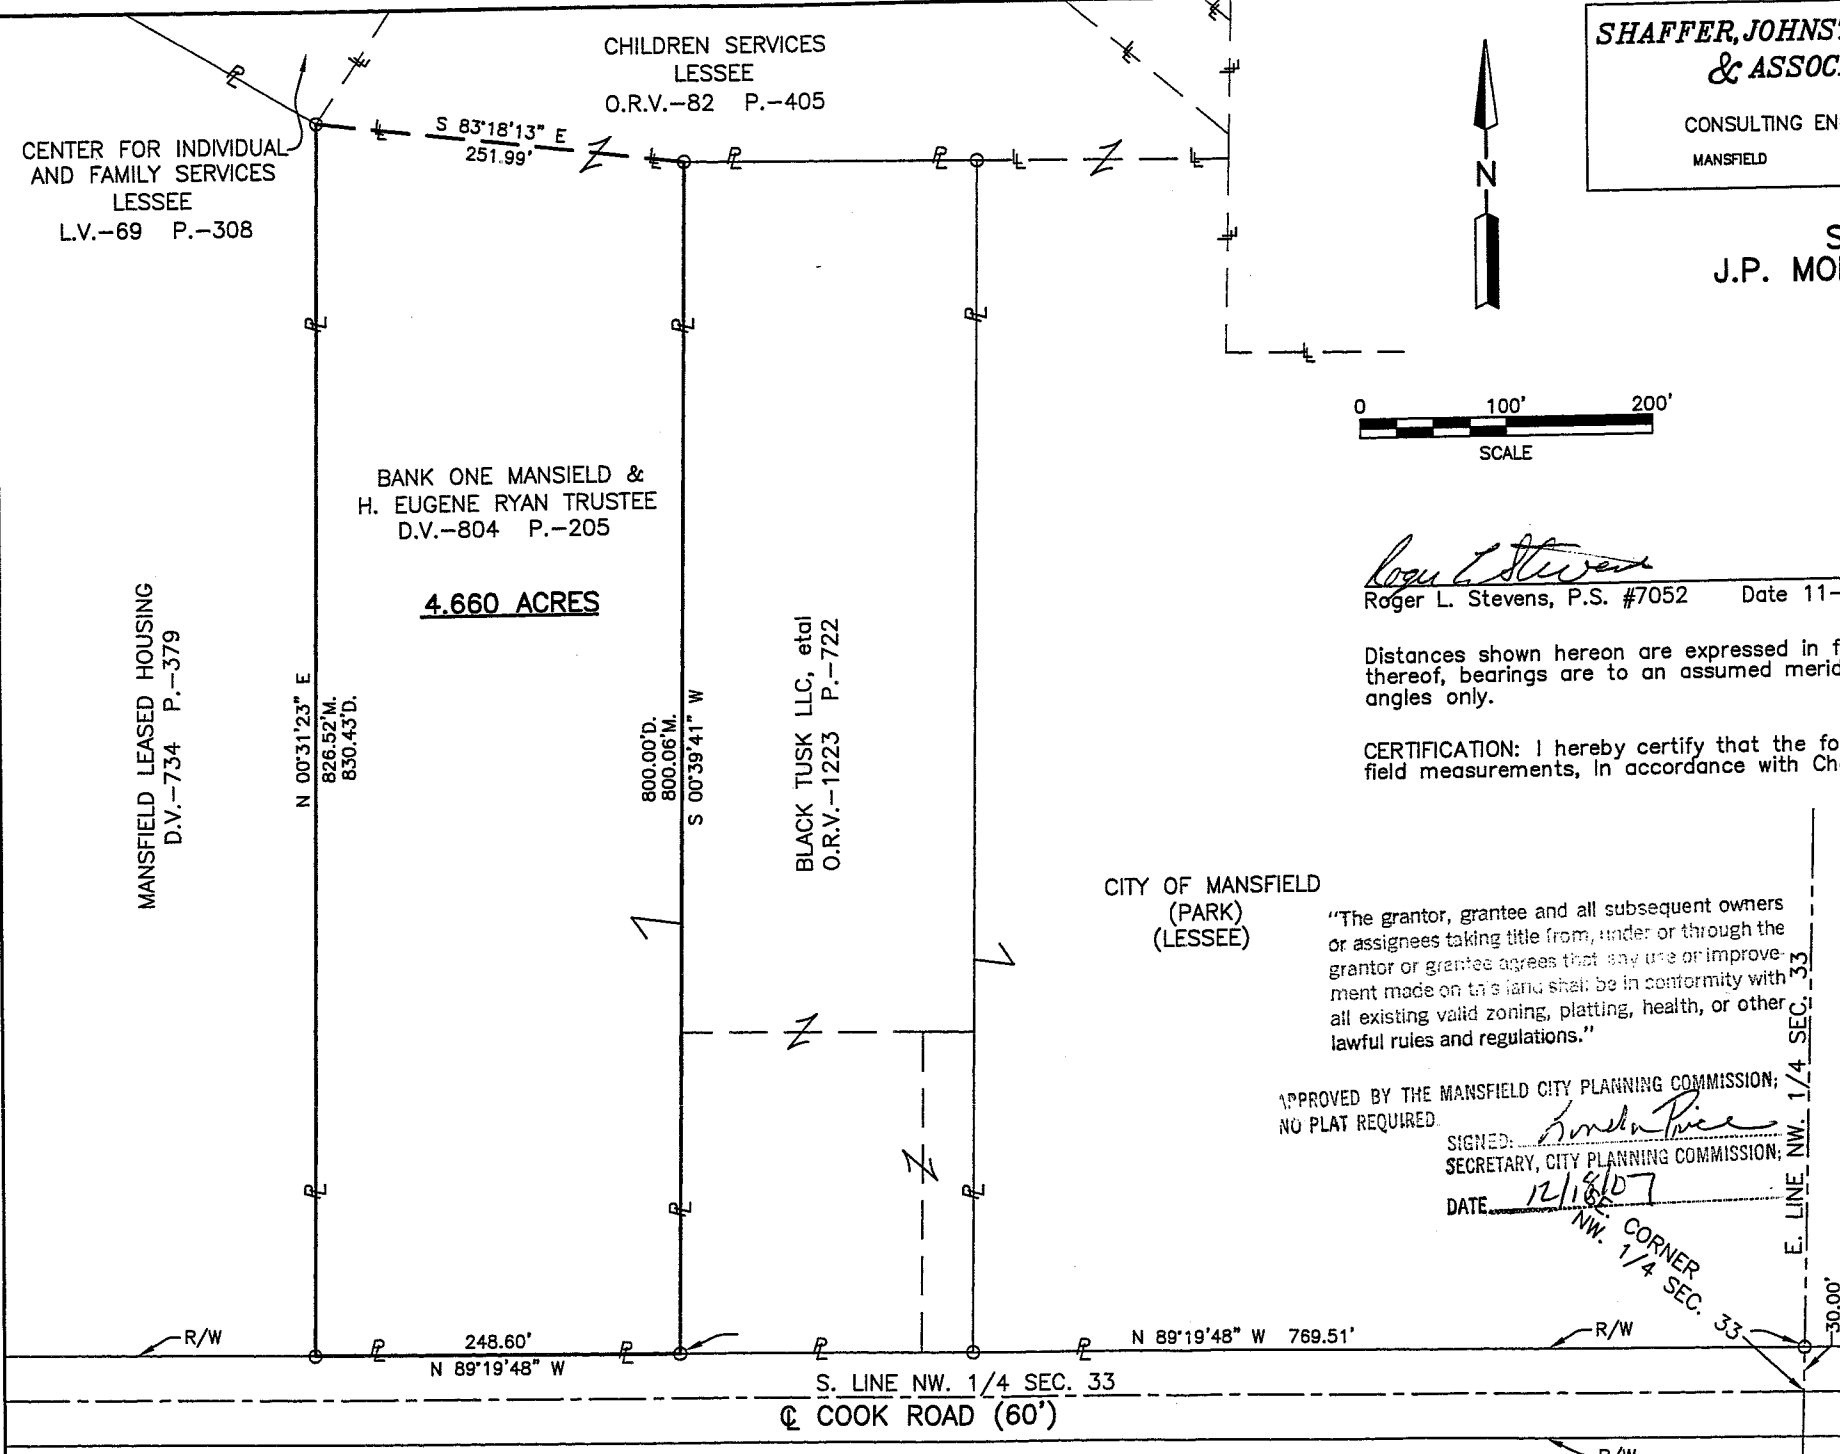 CHILDREN SERVICES
LESSEE
O.R.V.-82 P.-405
SHAFFER, JOHNS
& ASSOC
CONSULTING EN
MANSFIELD
S 83°18'13" E
251.99'
CENTER FOR INDIVIDUAL
AND FAMILY SERVICES
LESSEE
L.V.-69 P.-308
N
S
J.P. MO
0 100' 200'
SCALE
BANK ONE MANSIELD &
H. EUGENE RYAN TRUSTEE
D.V.-804 P.-205
4.660 ACRES
MANSFIELD LEASED HOUSING
D.V.-734 P.-379
N 00°31'23" E
826.52'M.
830.43'D.
800.00'D.
800.06'M.
S 00°39'41" W
BLACK TUSK LLC, etal
O.R.V.-1223 P.-722
Roger L Stevens
Roger L. Stevens, P.S. #7052 Date 11-
Distances shown hereon are expressed in f
thereof, bearings are to an assumed merid
angles only.
CERTIFICATION: I hereby certify that the fo
field measurements, In accordance with Ch
CITY OF MANSFIELD
(PARK)
(LESSEE)
"The grantor, grantee and all subsequent owners
or assignees taking title from, under or through the
grantor or grantee agrees that any use or improve-
ment made on this land shall be in conformity with
all existing valid zoning, platting, health, or other
lawful rules and regulations."
APPROVED BY THE MANSFIELD CITY PLANNING COMMISSION;
NO PLAT REQUIRED.
SIGNED: Price
SECRETARY, CITY PLANNING COMMISSION;
DATE 12/18/07
SE. CORNER
NW. 1/4 SEC. 33
E. LINE NW. 1/4 SEC. 33
30.00'
R/W
248.60'
N 89°19'48" W
N 89°19'48" W 769.51'
R/W
S. LINE NW. 1/4 SEC. 33
℄ COOK ROAD (60')
R/W